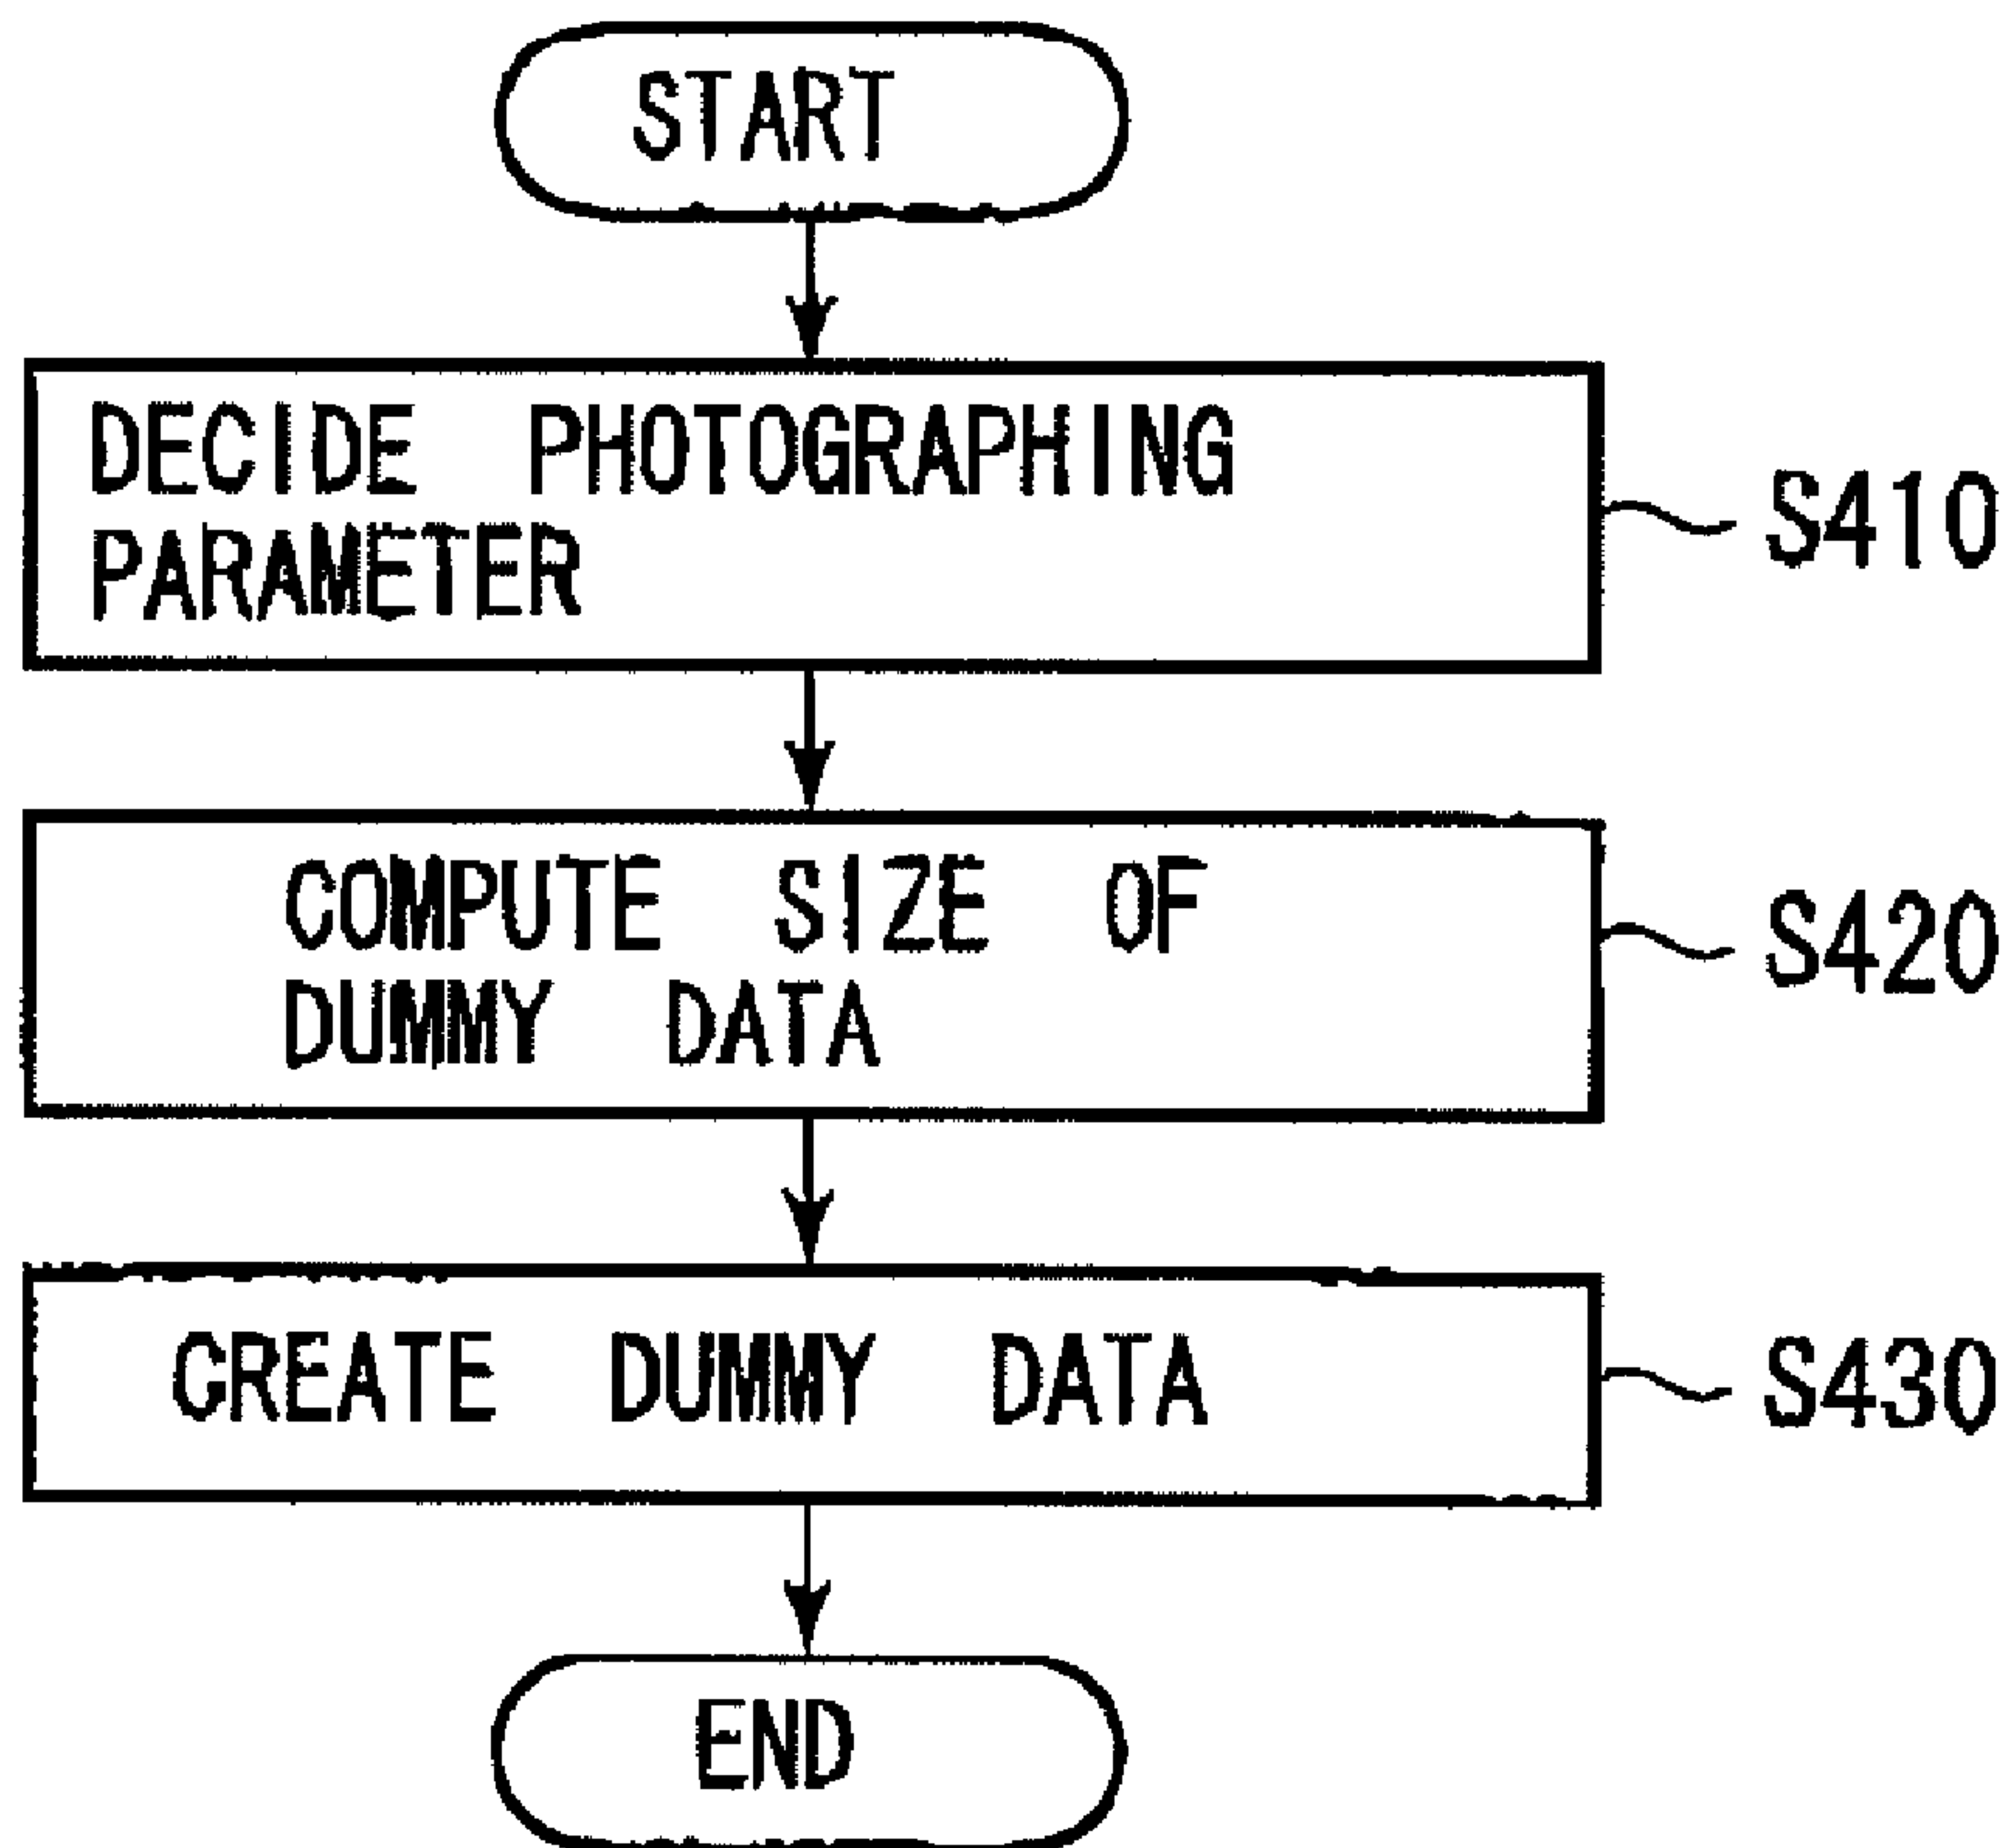 START
DECIDE PHOTOGRAPHING
PARAMETER
S410
COMPUTE SIZE OF
DUMMY DATA
S420
CREATE DUMMY DATA
S430
END